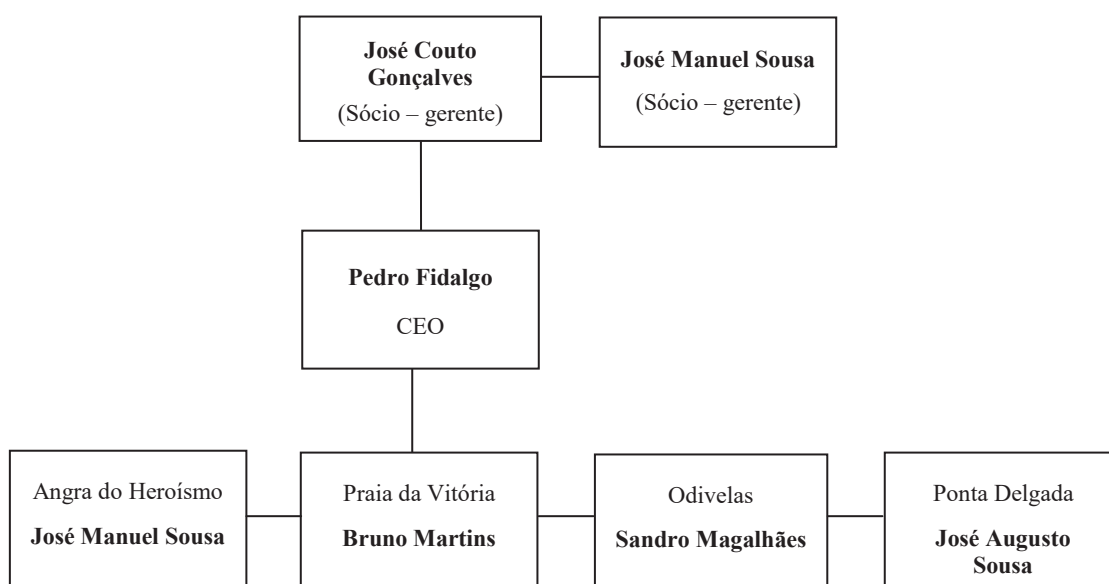 José Couto
Gonçalves
(Sócio – gerente)
José Manuel Sousa
(Sócio – gerente)
Pedro Fidalgo
CEO
Angra do Heroísmo
José Manuel Sousa
Praia da Vitória
Bruno Martins
Odivelas
Sandro Magalhães
Ponta Delgada
José Augusto
Sousa